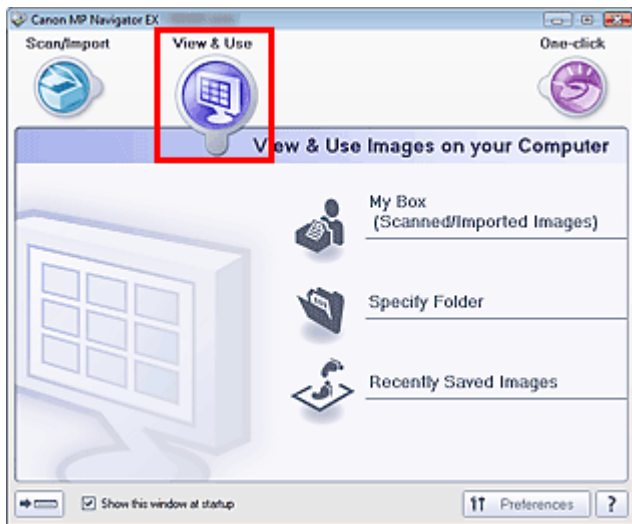 Canon MP Navigator EX
Scan/Import
View & Use
One-click
View & Use Images on your Computer
My Box
(Scanned/Imported Images)
Specify Folder
Recently Saved Images
Show this window at startup
Preferences
?